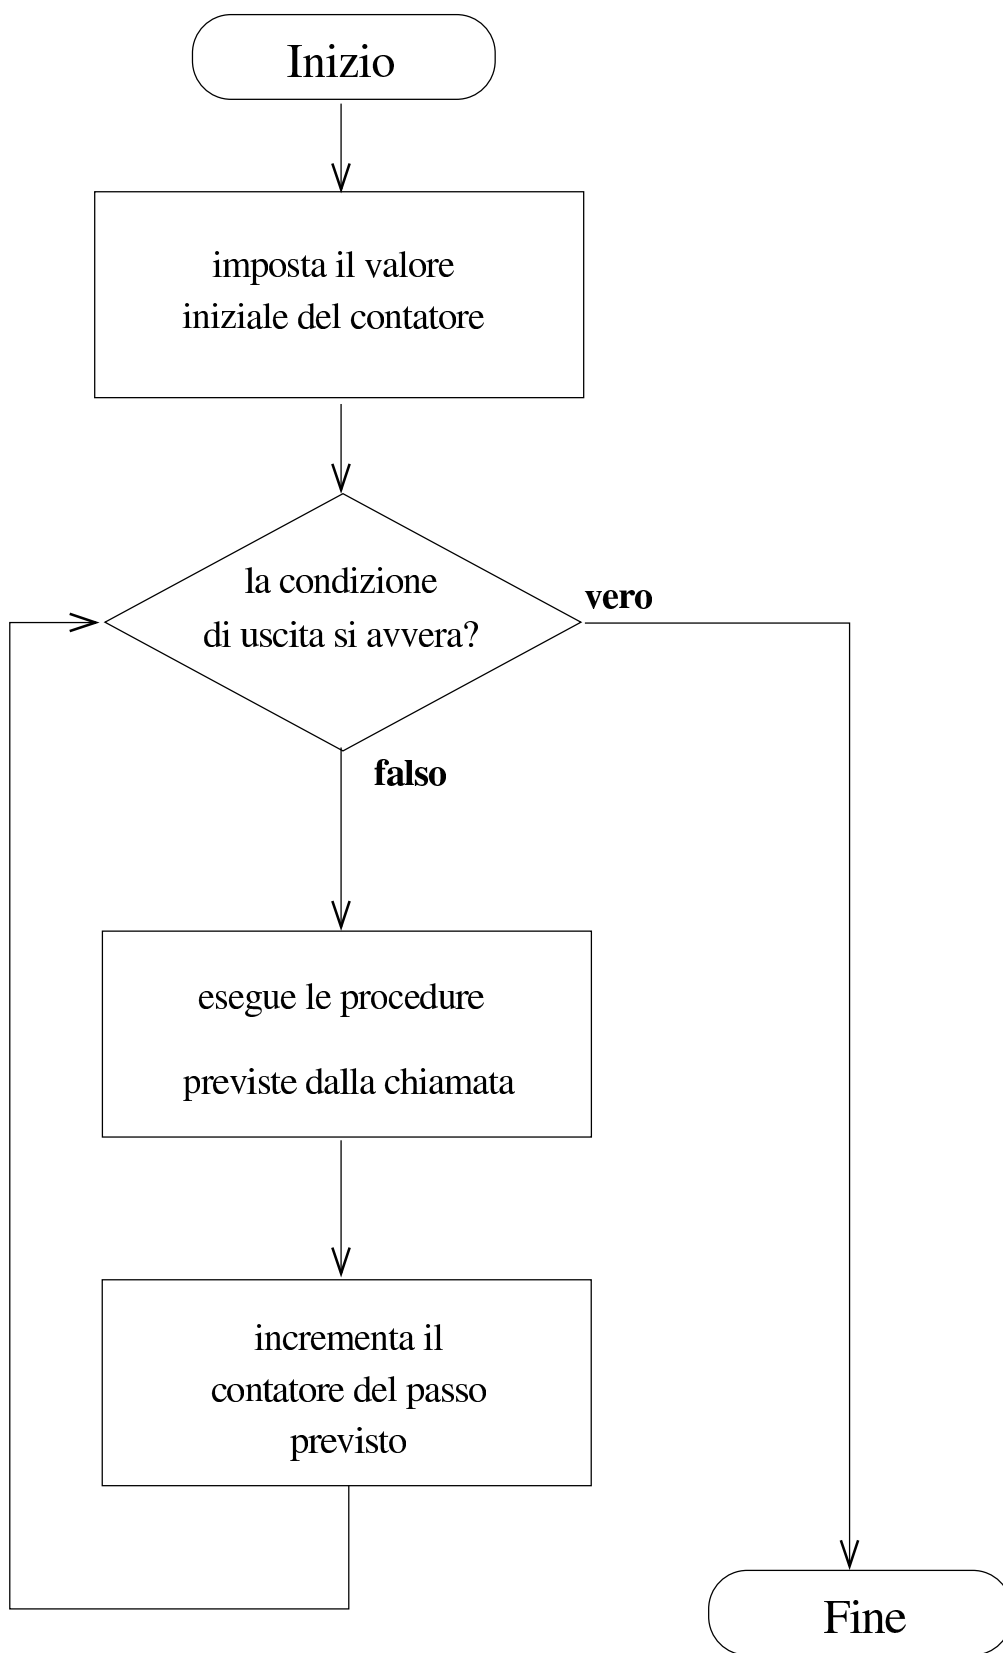 Inizio
imposta il valore
iniziale del contatore
la condizione
di uscita si avvera?
vero
falso
esegue le procedure
previste dalla chiamata
incrementa il
contatore del passo
previsto
Fine